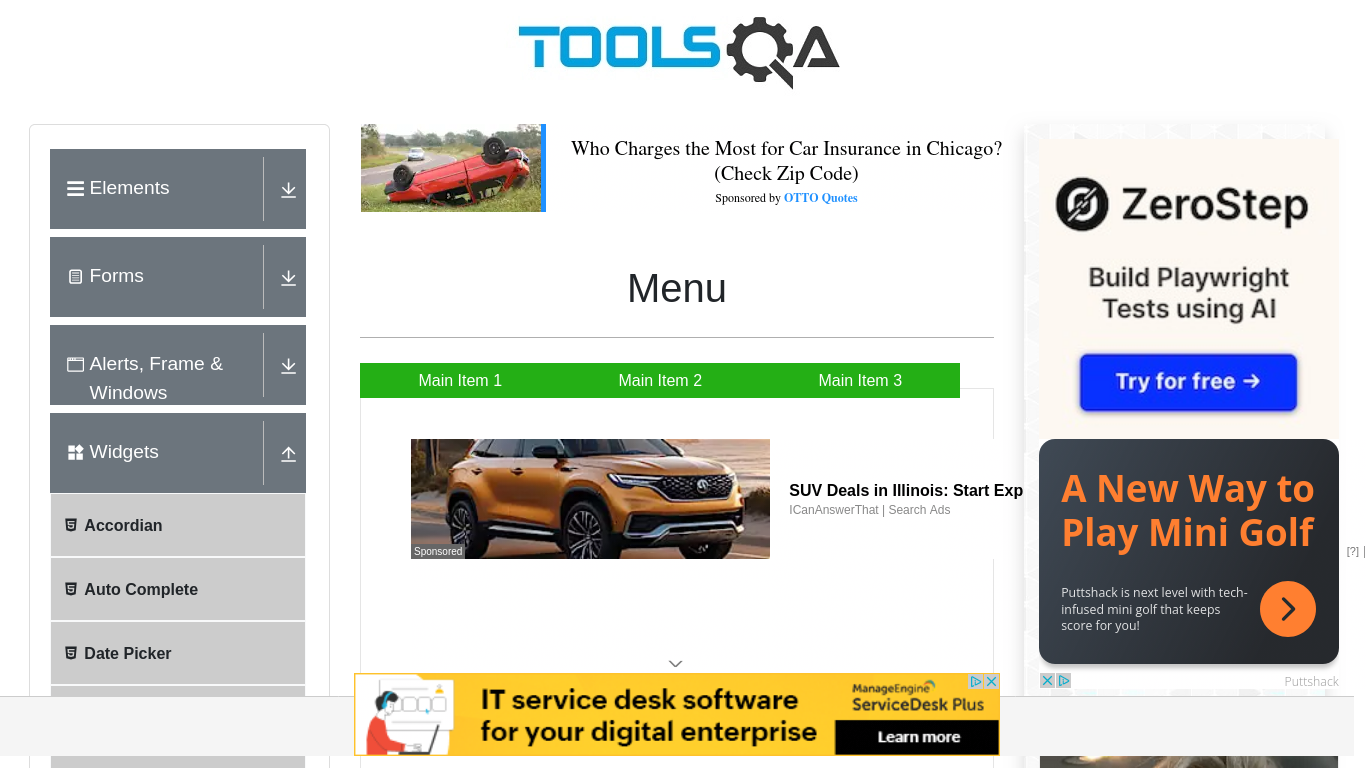 TOOLSQA
Elements
Forms
Alerts, Frame &
Windows
Widgets
Accordian
Auto Complete
Date Picker
Who Charges the Most for Car Insurance in Chicago?
(Check Zip Code)
Sponsored by OTTO Quotes
Menu
Main Item 1
Main Item 2
Main Item 3
Sponsored
SUV Deals in Illinois: Start Exp
ICanAnswerThat | Search Ads
ZeroStep
Build Playwright
Tests using AI
Try for free →
A New Way to
Play Mini Golf
Puttshack is next level with tech-
infused mini golf that keeps
score for you!
Puttshack
[?]
IT service desk software
for your digital enterprise
ManageEngine
ServiceDesk Plus
Learn more